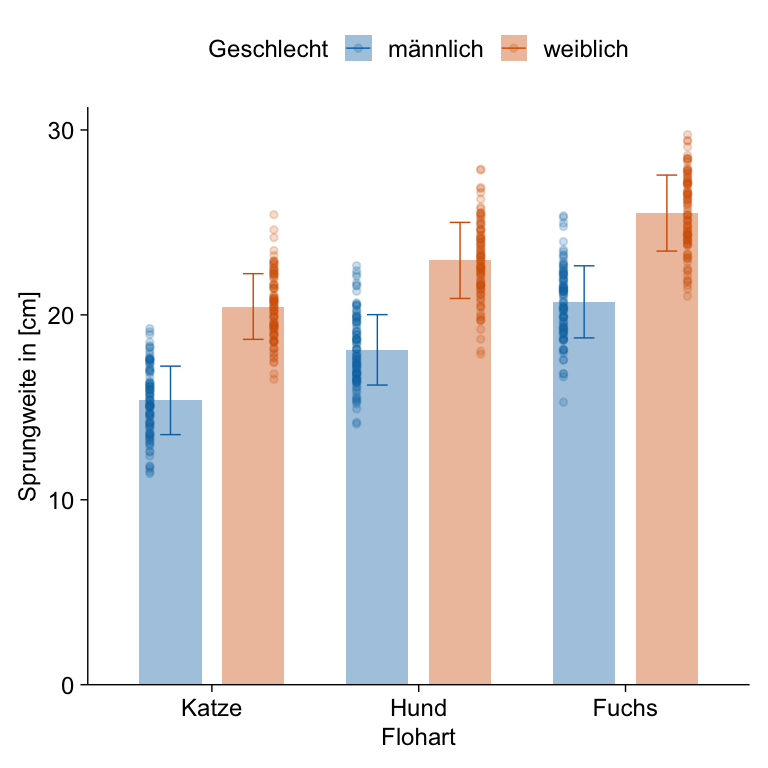 Geschlecht männlich weiblich
Sprungweite in [cm]
30
20
10
0
Katze Hund Fuchs
Flohart